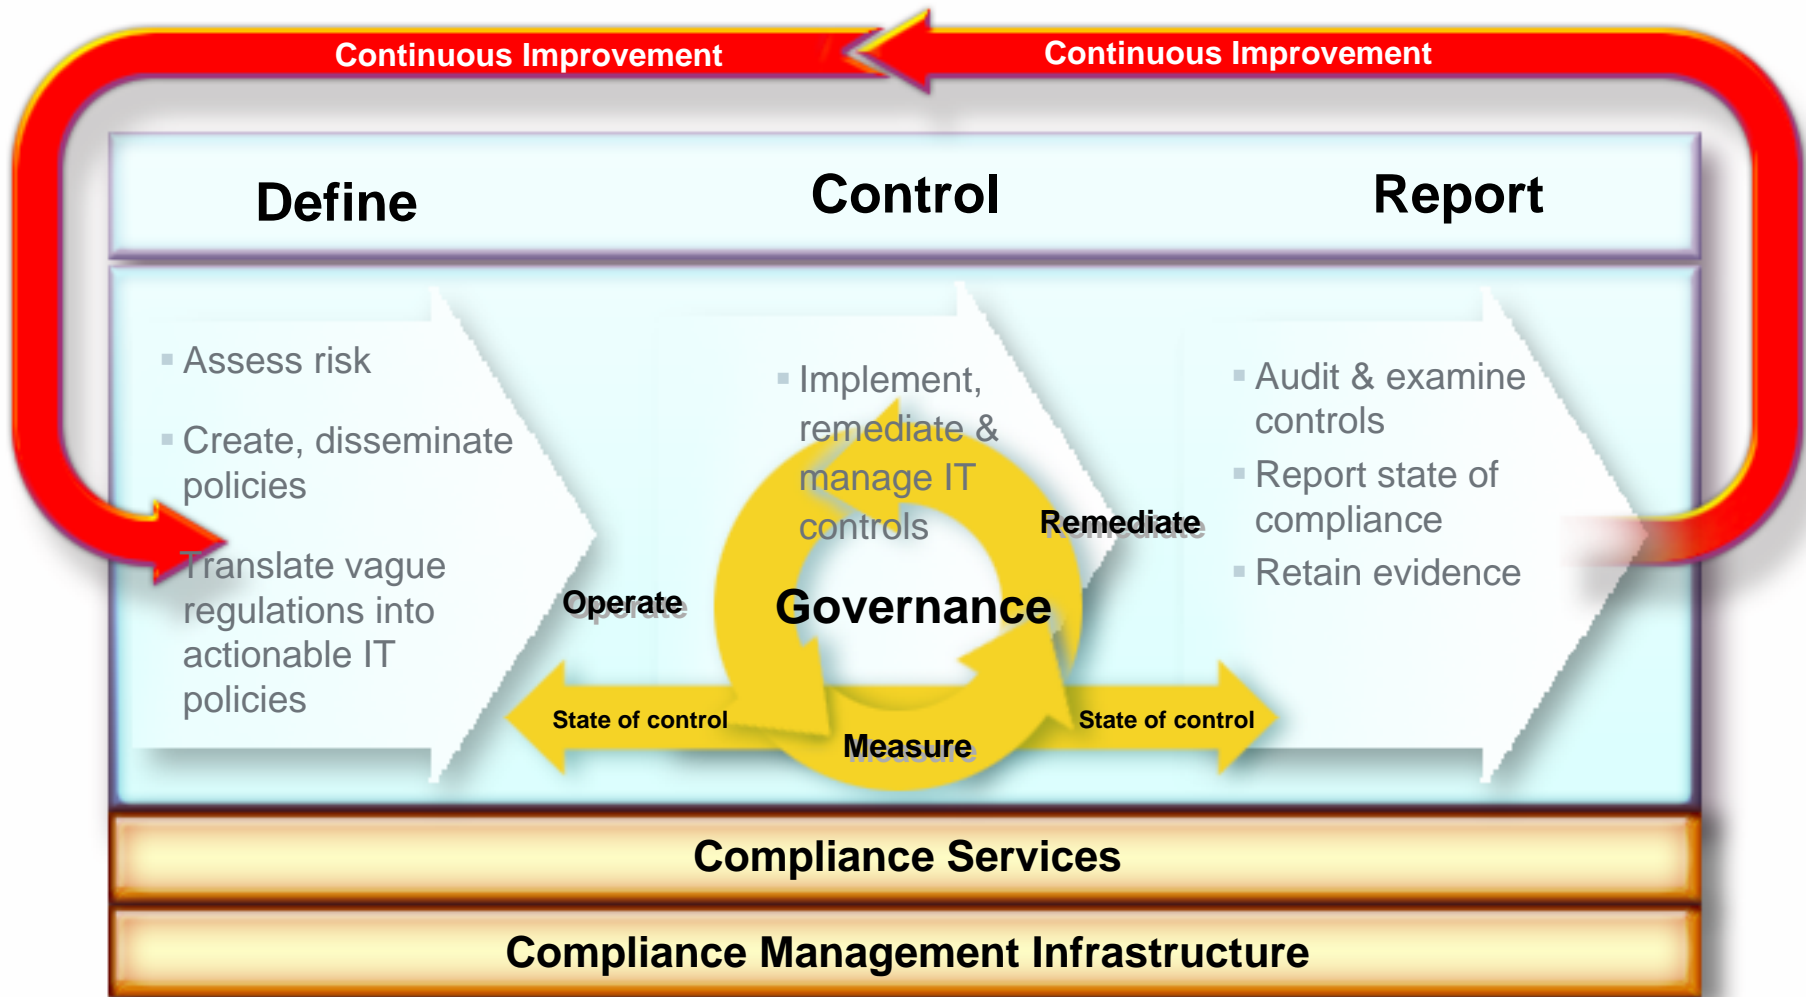 Continuous Improvement
Continuous Improvement
Define
Control
Report
Assess risk
Create, disseminate
policies
Translate vague
regulations into
actionable IT
policies
Implement,
remediate &
manage IT
controls
Audit & examine
controls
Report state of
compliance
Retain evidence
Operate
Remediate
Governance
State of control
Measure
State of control
Compliance Services
Compliance Management Infrastructure